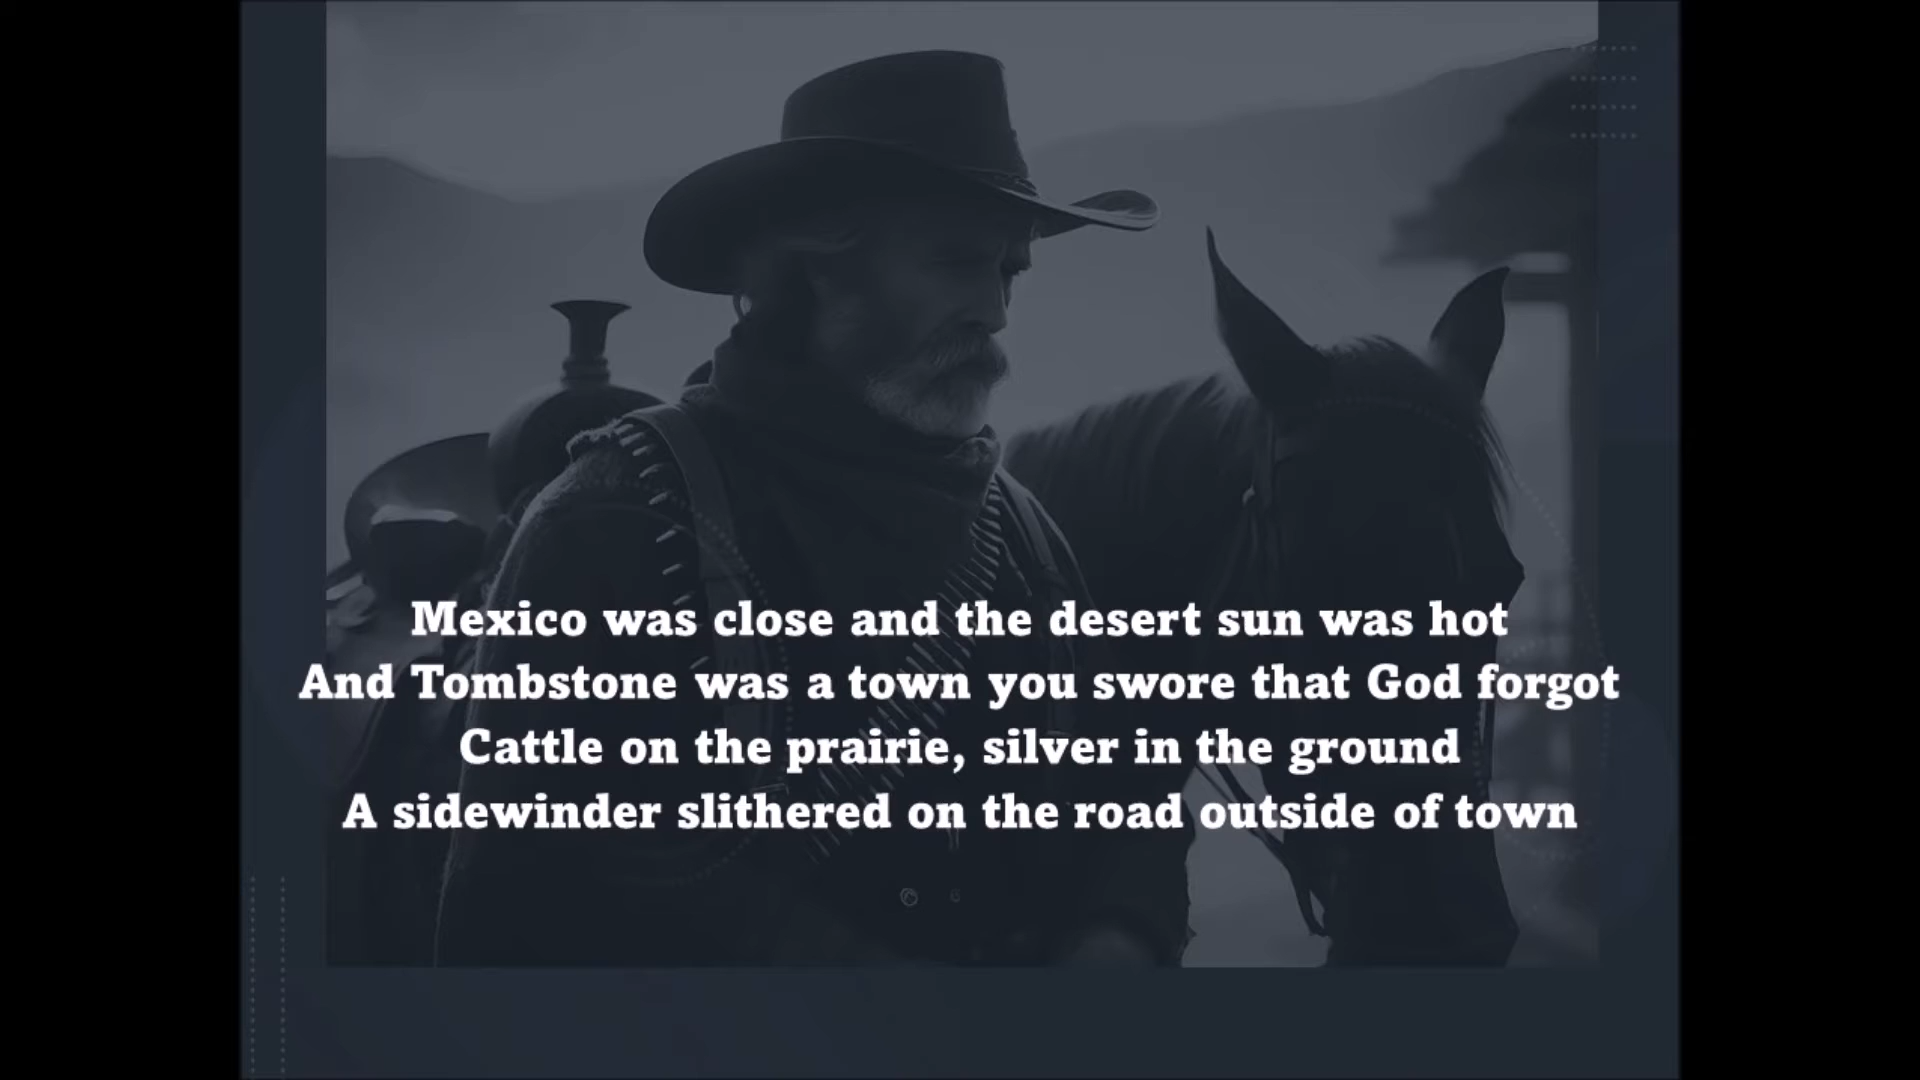 Mexico was close and the desert sun was hot
And Tombstone was a town you swore that God forgot
Cattle on the prairie, silver in the ground
A sidewinder slithered on the road outside of town